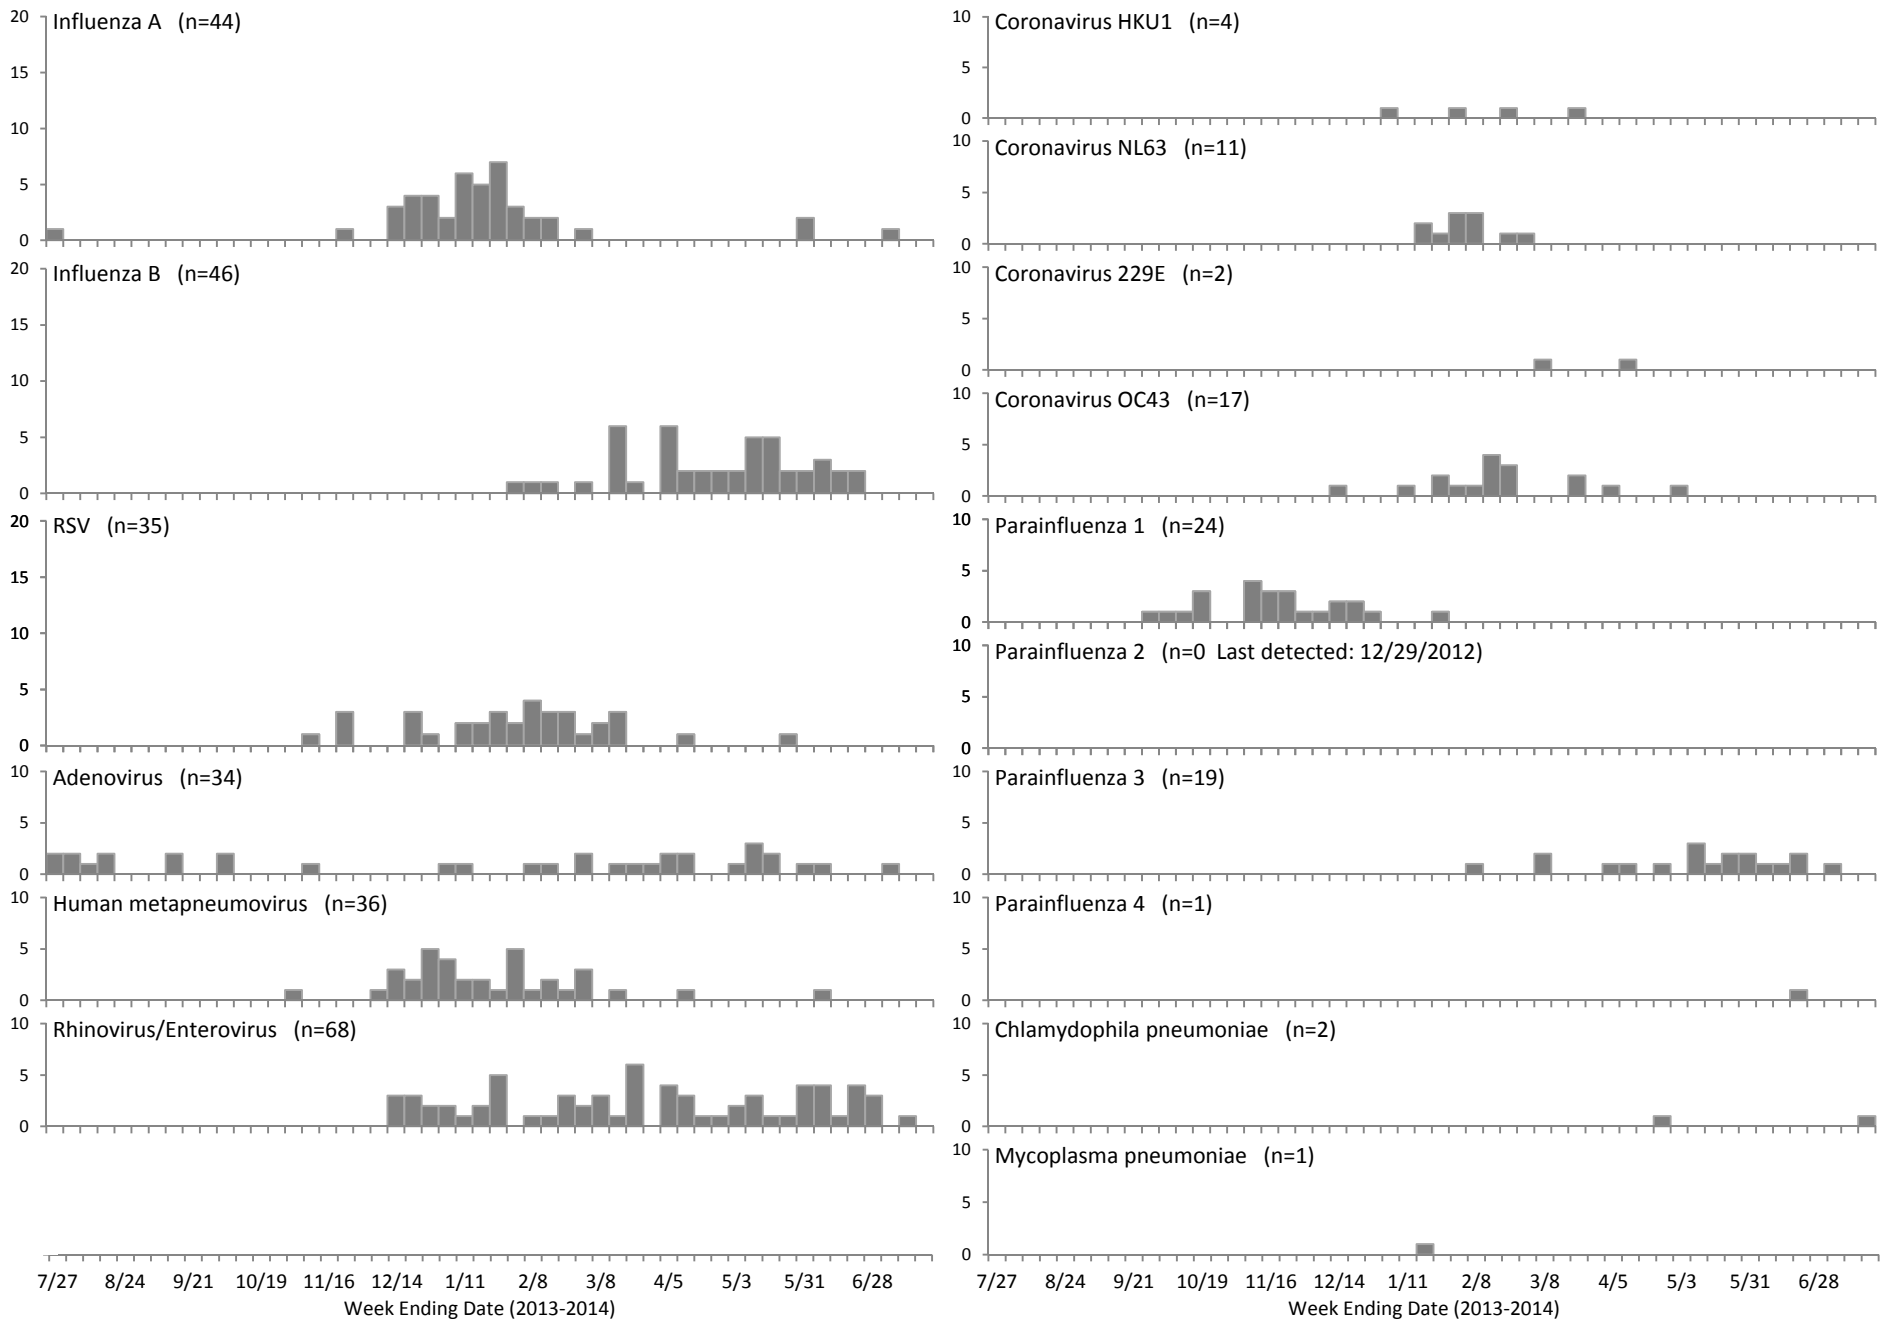 Influenza A (n=44)
20
15
10
5
0
Influenza B (n=46)
20
15
10
5
0
RSV (n=35)
20
15
10
5
0
Adenovirus (n=34)
10
5
0
Human metapneumovirus (n=36)
10
5
0
Rhinovirus/Enterovirus (n=68)
10
5
0
7/27 8/24 9/21 10/19 11/16 12/14 1/11 2/8 3/8 4/5 5/3 5/31 6/28
Week Ending Date (2013-2014)
Coronavirus HKU1 (n=4)
10
5
0
Coronavirus NL63 (n=11)
10
5
0
Coronavirus 229E (n=2)
10
5
0
Coronavirus OC43 (n=17)
10
5
0
Parainfluenza 1 (n=24)
10
5
0
Parainfluenza 2 (n=0 Last detected: 12/29/2012)
10
5
0
Parainfluenza 3 (n=19)
10
5
0
Parainfluenza 4 (n=1)
10
5
0
Chlamydophila pneumoniae (n=2)
10
5
0
Mycoplasma pneumoniae (n=1)
10
5
0
7/27 8/24 9/21 10/19 11/16 12/14 1/11 2/8 3/8 4/5 5/3 5/31 6/28
Week Ending Date (2013-2014)